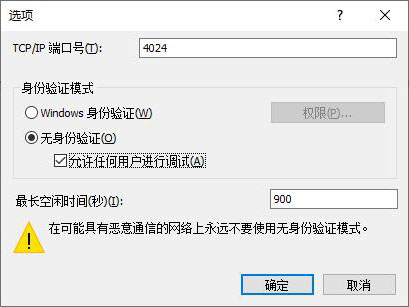 选项
TCP/IP 端口号(T): 4024
身份验证模式
Windows 身份验证(W) 权限(P)...
无身份验证(O)
允许任何用户进行调试(A)
最长空闲时间(秒)(I): 900
在可能具有恶意通信的网络上永远不要使用无身份验证模式。
确定 取消